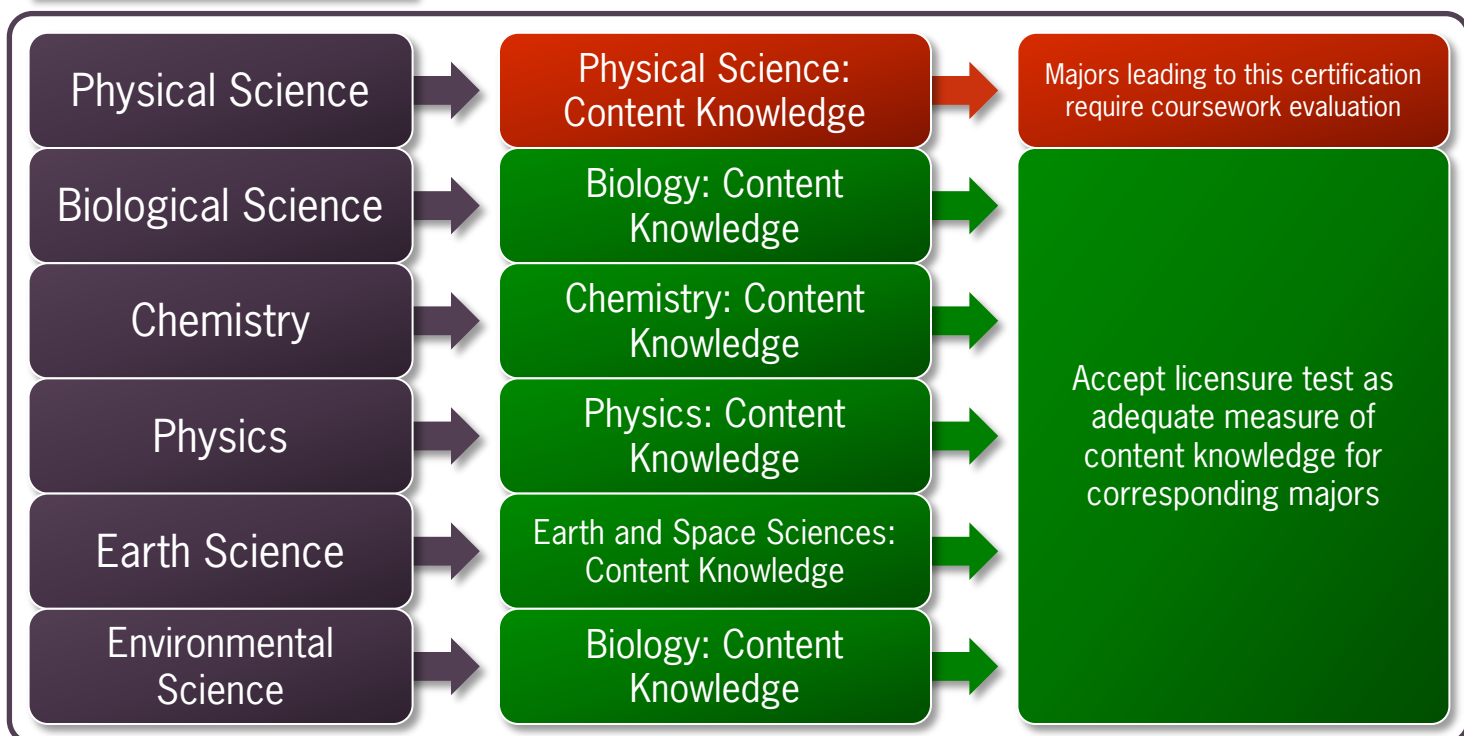 Physical Science
Physical Science:
Content Knowledge
Majors leading to this certification
require coursework evaluation
Biological Science
Biology: Content
Knowledge
Chemistry
Chemistry: Content
Knowledge
Physics
Physics: Content
Knowledge
Earth Science
Earth and Space Sciences:
Content Knowledge
Environmental
Science
Biology: Content
Knowledge
Accept licensure test as
adequate measure of
content knowledge for
corresponding majors